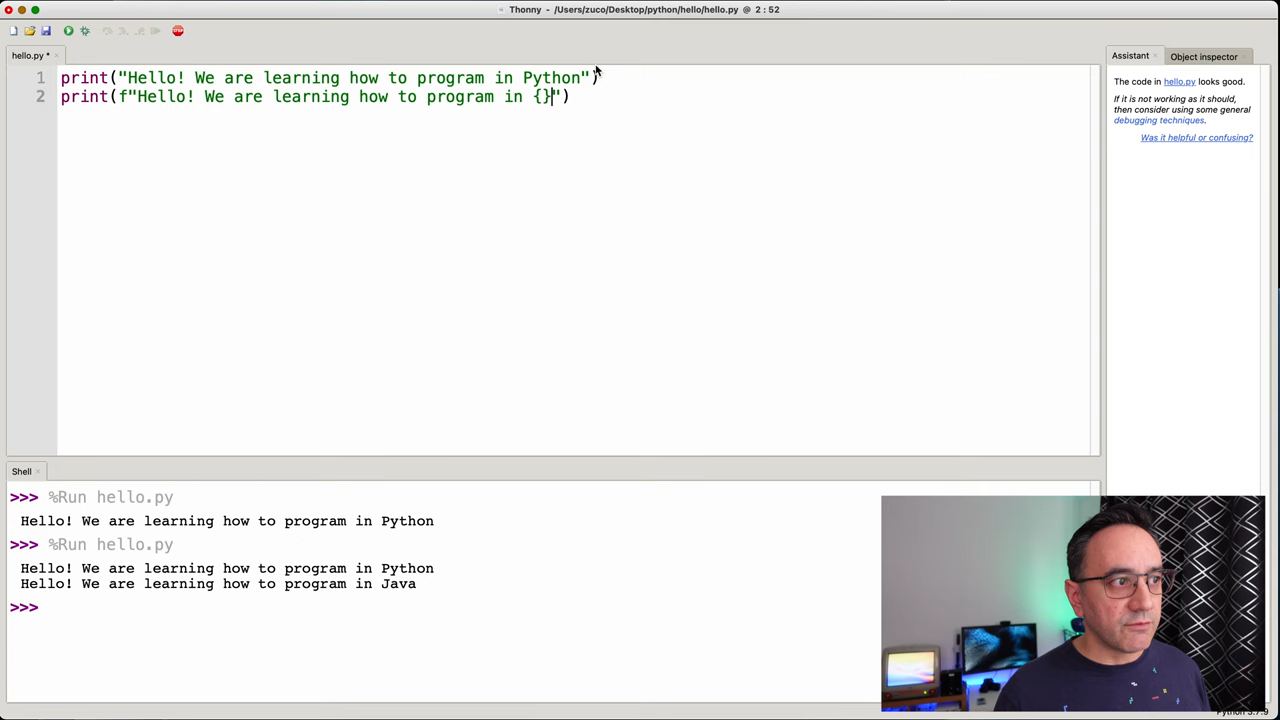 Thonny - /Users/zuco/Desktop/python/hello/hello.py @ 2 : 52
hello.py *
1 print("Hello! We are learning how to program in Python")
2 print(f"Hello! We are learning how to program in {}")
Assistant
Object inspector
The code in hello.py looks good.
If it is not working as it should,
then consider using some general
debugging techniques.
Was it helpful or confusing?
Shell
>>> %Run hello.py
Hello! We are learning how to program in Python
>>> %Run hello.py
Hello! We are learning how to program in Python
Hello! We are learning how to program in Java
>>>
Python 3.7.9